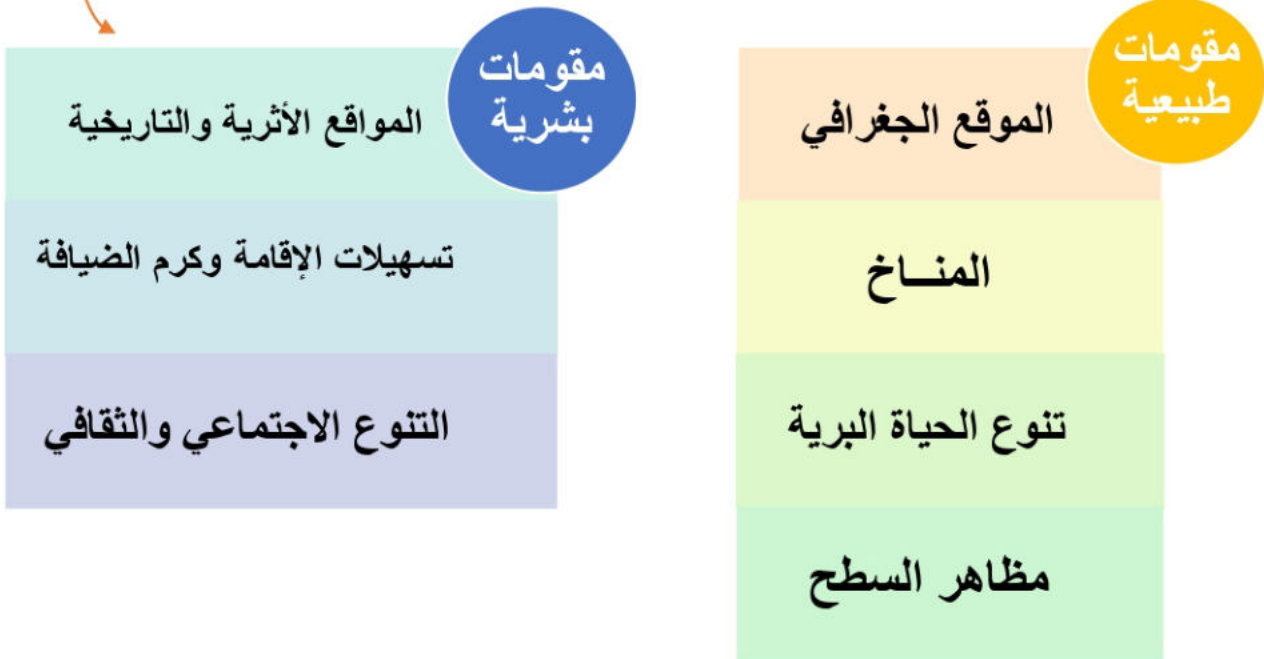 مقومات
طبيعية
الموقع الجغرافي
المنـــاخ
تنوع الحياة البرية
مظاهر السطح
مقومات
بشرية
المواقع الأثرية والتاريخية
تسهيلات الإقامة وكرم الضيافة
التنوع الاجتماعي والثقافي